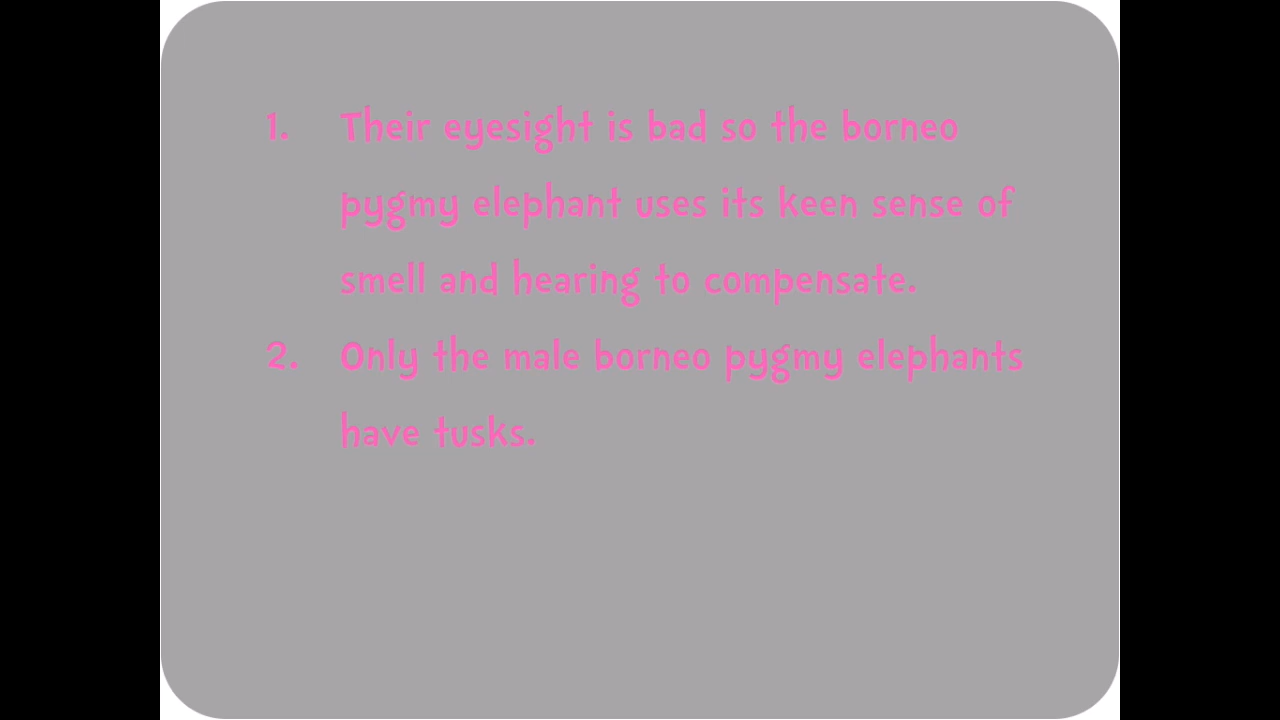 1. Their eyesight is bad so the borneo
pygmy elephant uses its keen sense of
smell and hearing to compensate.
2. Only the male borneo pygmy elephants
have tusks.